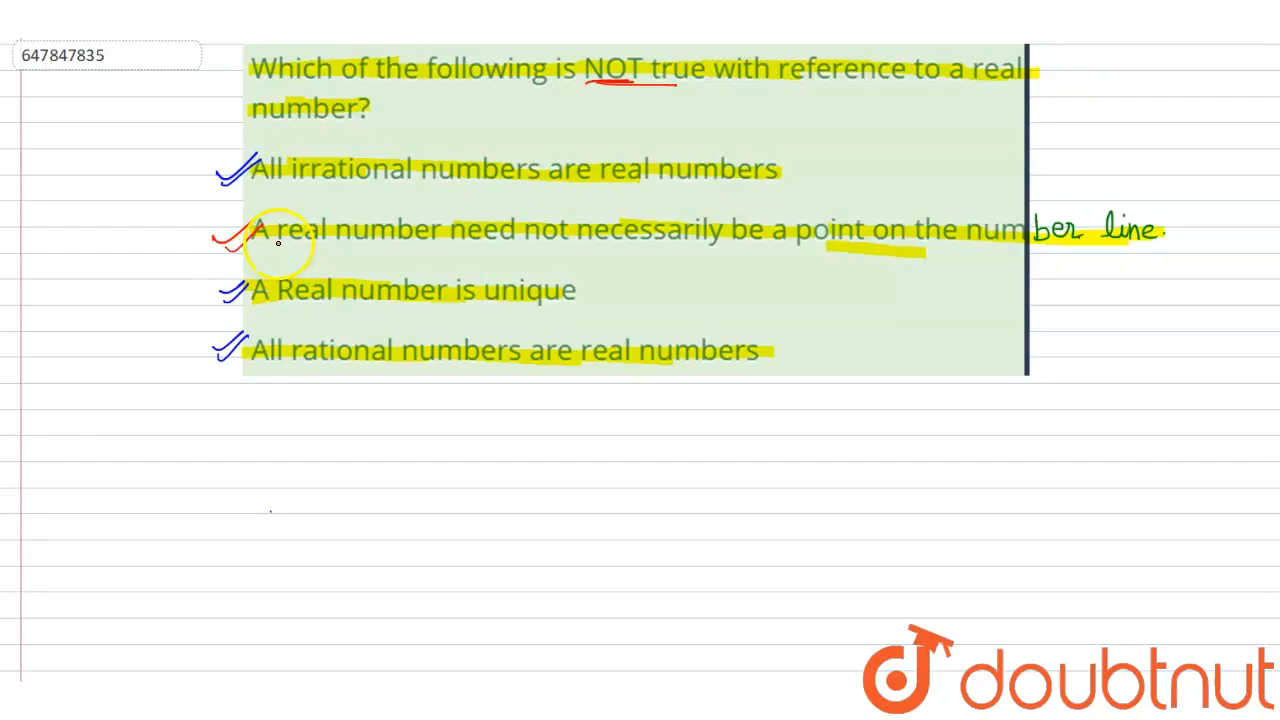 647847835
Which of the following is NOT true with reference to a real
number?
All irrational numbers are real numbers
A real number need not necessarily be a point on the number line.
A Real number is unique
All rational numbers are real numbers
doubtnut